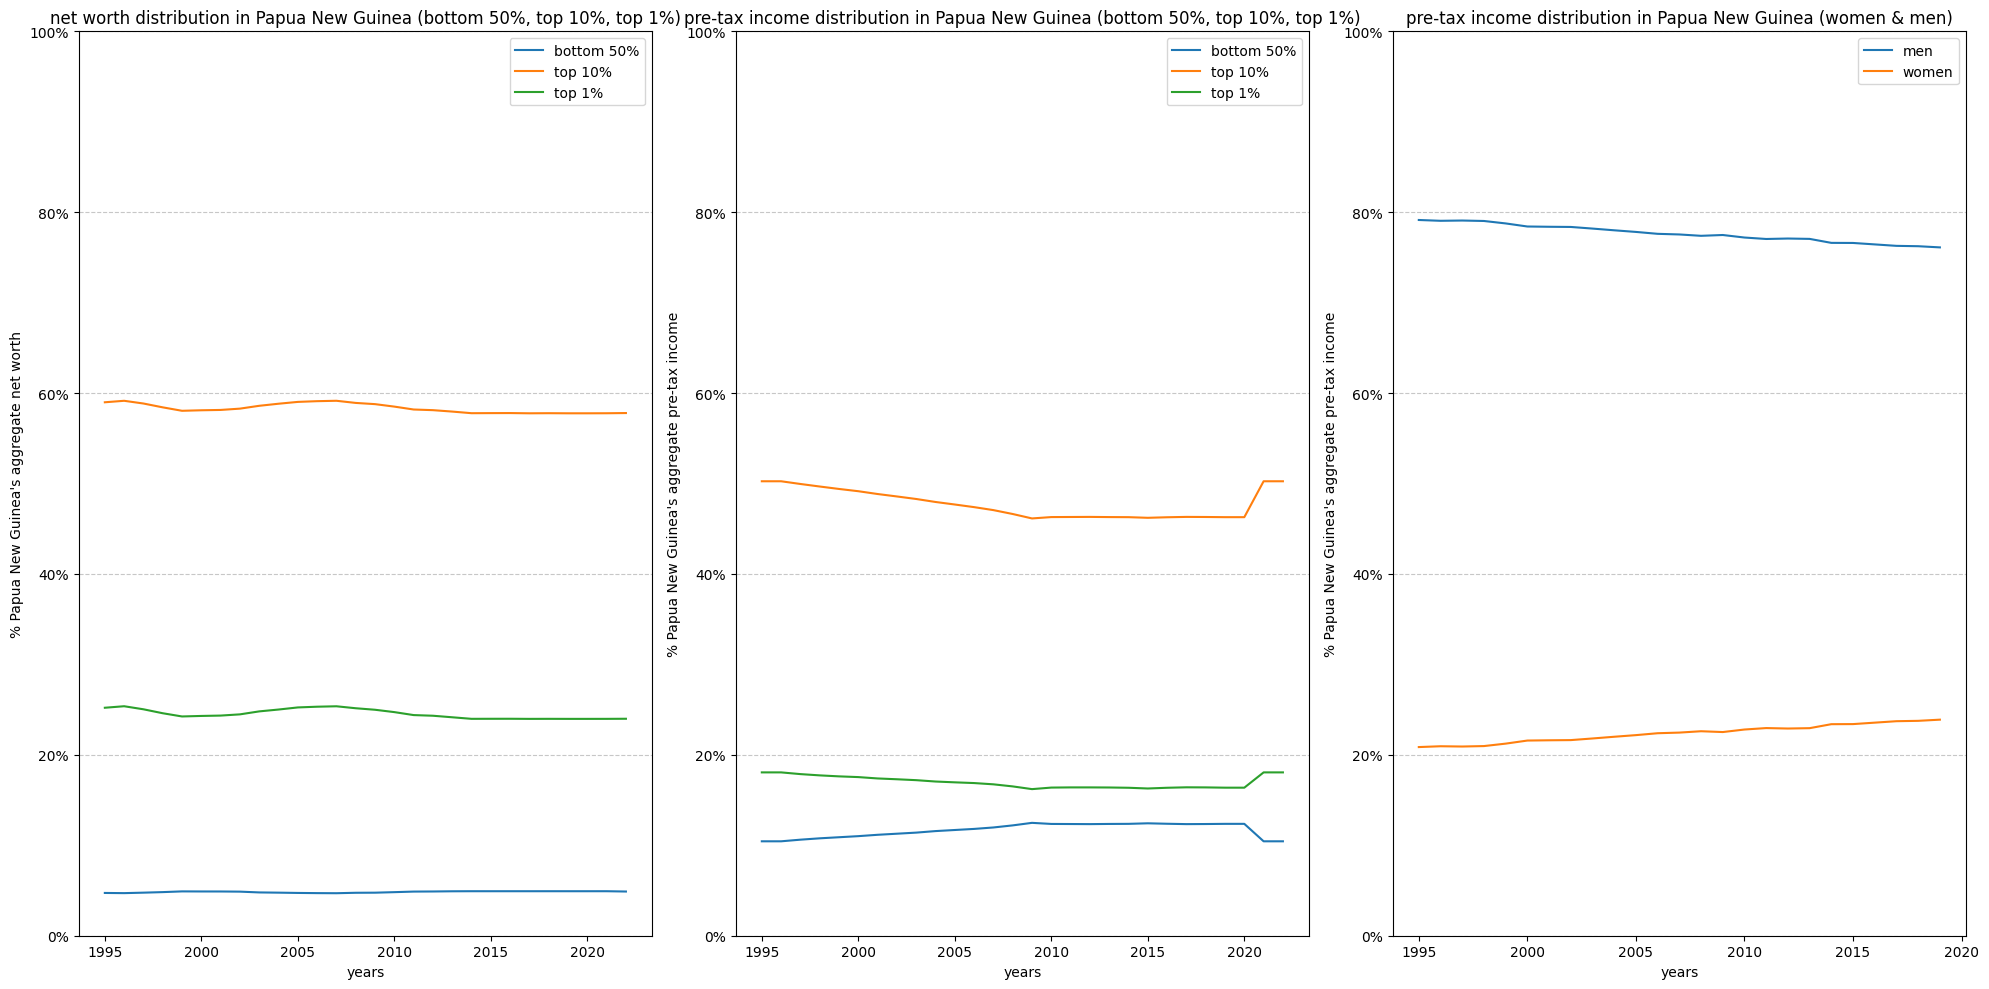 net worth distribution in Papua New Guinea (bottom 50%, top 10%, top 1%)
% Papua New Guinea's aggregate net worth
100%
80%
60%
40%
20%
0%
bottom 50%
top 10%
top 1%
1995 2000 2005 2010 2015 2020
years
pre-tax income distribution in Papua New Guinea (bottom 50%, top 10%, top 1%)
% Papua New Guinea's aggregate pre-tax income
100%
80%
60%
40%
20%
0%
bottom 50%
top 10%
top 1%
1995 2000 2005 2010 2015 2020
years
pre-tax income distribution in Papua New Guinea (women & men)
% Papua New Guinea's aggregate pre-tax income
100%
80%
60%
40%
20%
0%
men
women
1995 2000 2005 2010 2015 2020
years